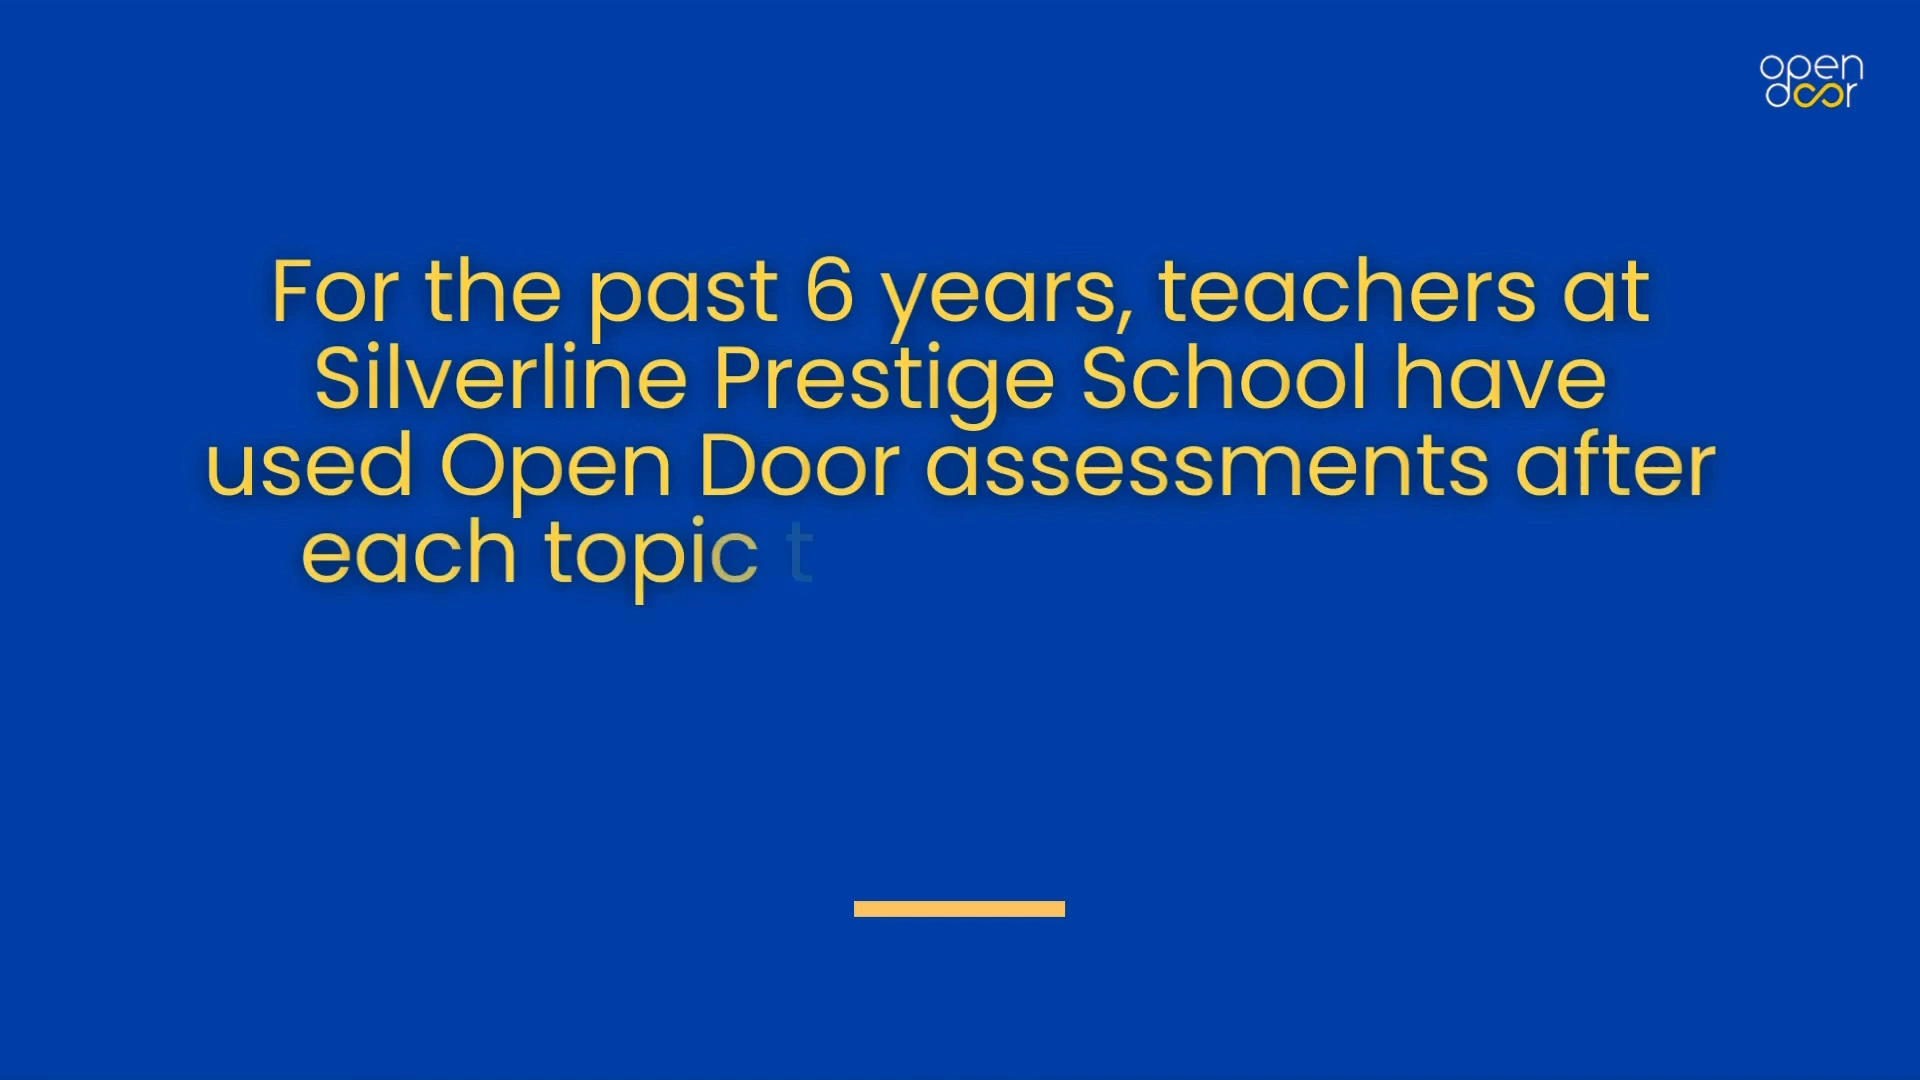 open
door
For the past 6 years, teachers at
Silverline Prestige School have
used Open Door assessments after
each topic t